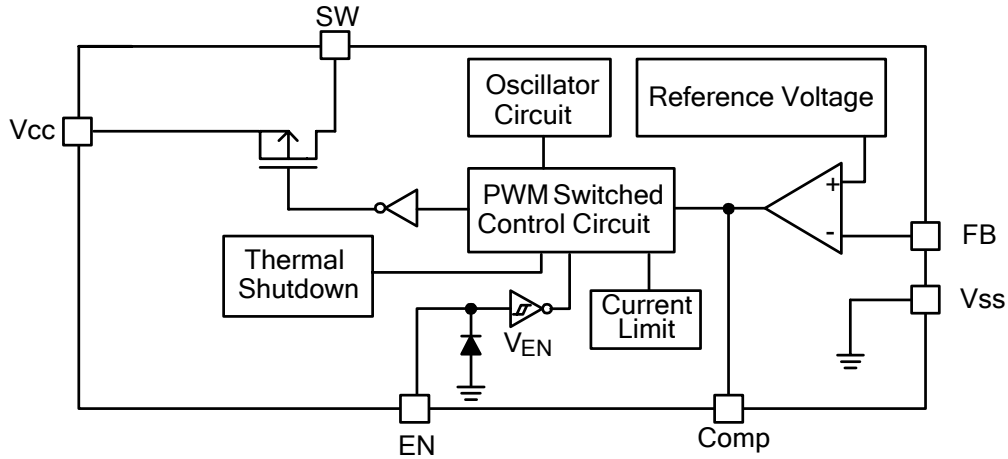 SW
Oscillator
Circuit
Reference Voltage
Vcc
PWM Switched
Control Circuit
+
-
FB
Thermal
Shutdown
Current
Limit
Vss
VEN
EN
Comp